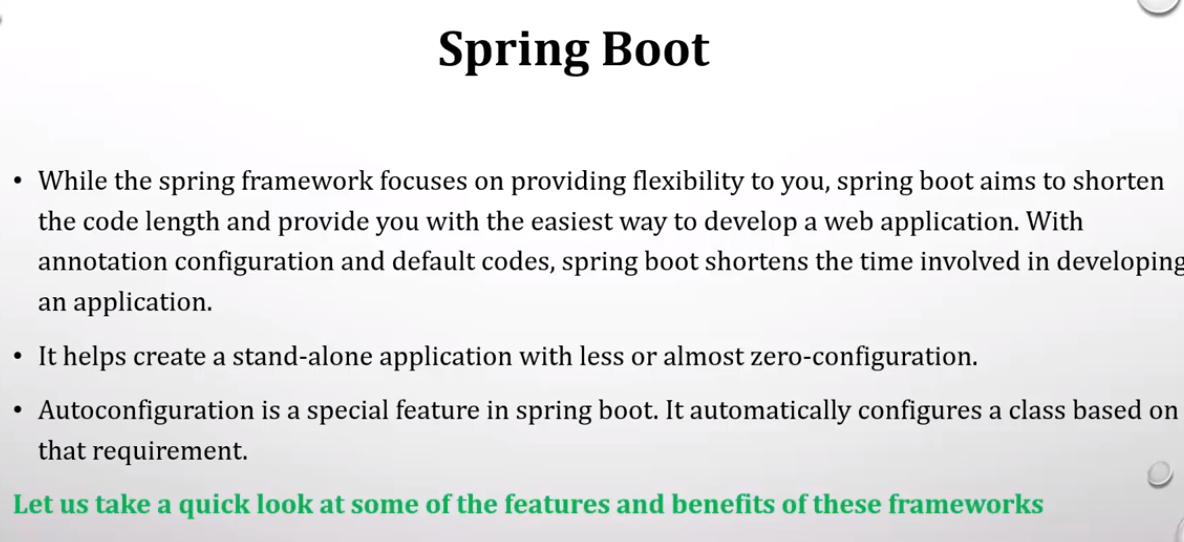 Spring Boot
• While the spring framework focuses on providing flexibility to you, spring boot aims to shorten
the code length and provide you with the easiest way to develop a web application. With
annotation configuration and default codes, spring boot shortens the time involved in developing
an application.
• It helps create a stand-alone application with less or almost zero-configuration.
• Autoconfiguration is a special feature in spring boot. It automatically configures a class based on
that requirement.
Let us take a quick look at some of the features and benefits of these frameworks